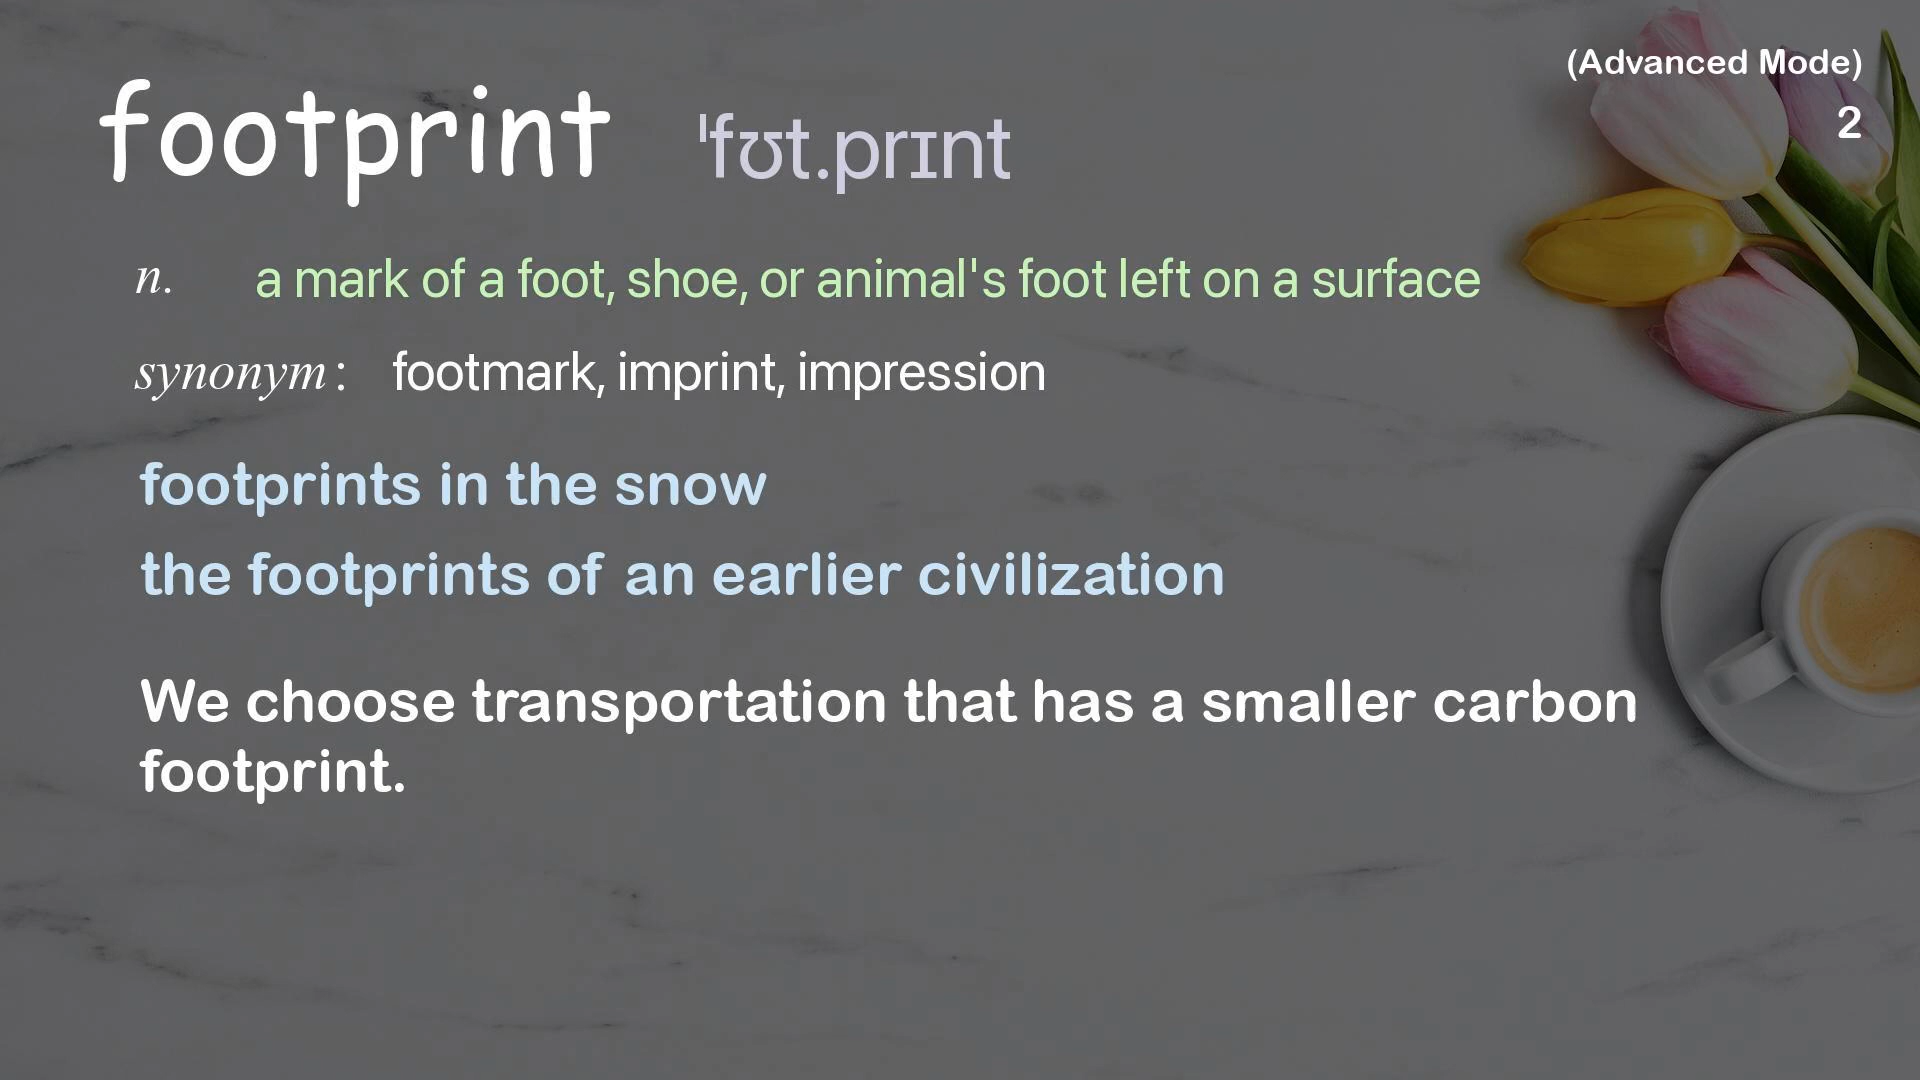 (Advanced Mode)
2
footprint ˈfʊt.prɪnt
n. a mark of a foot, shoe, or animal's foot left on a surface
synonym: footmark, imprint, impression
footprints in the snow
the footprints of an earlier civilization
We choose transportation that has a smaller carbon
footprint.